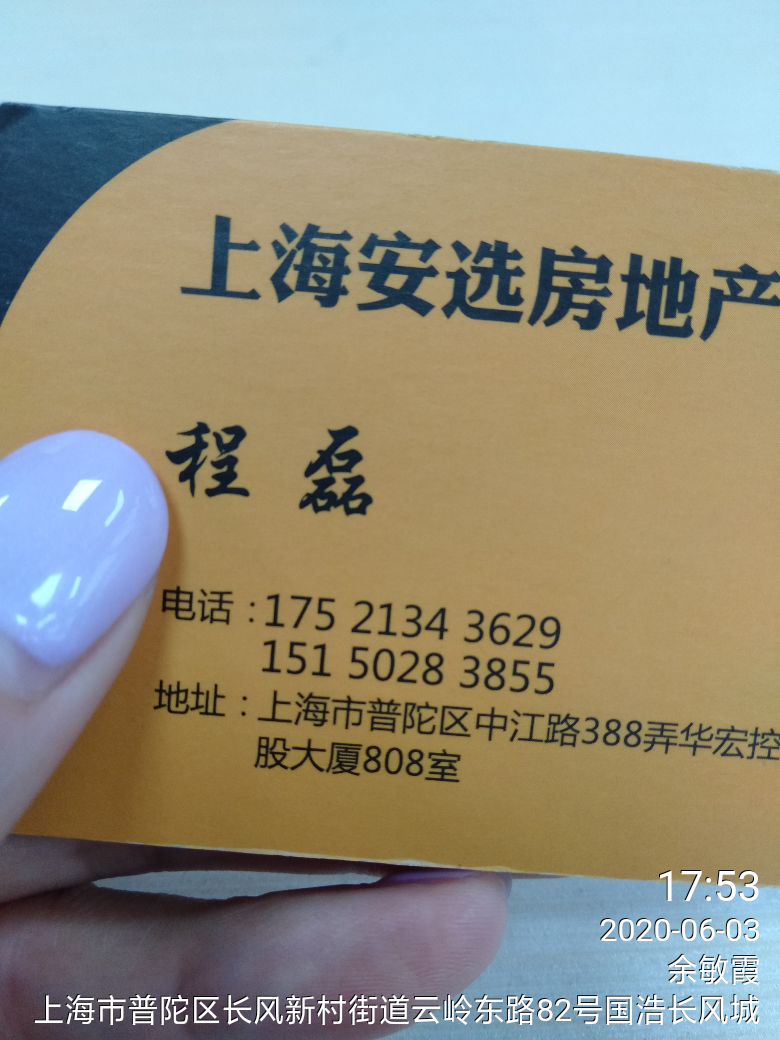 上海安选房地产
程 磊
电话：175 2134 3629
151 5028 3855
地址：上海市普陀区中江路388弄华宏控
股大厦808室
17:53
2020-06-03
余敏霞
上海市普陀区长风新村街道云岭东路82号国浩长风城